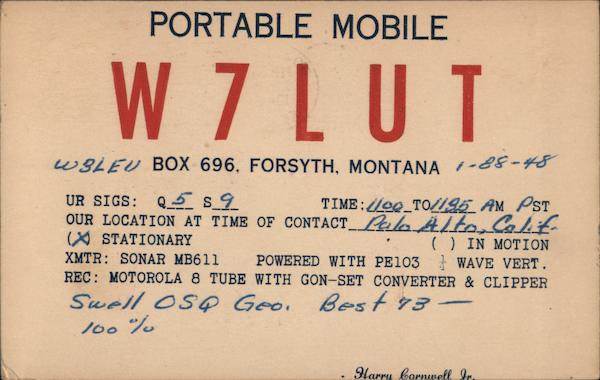 PORTABLE MOBILE
W7LUT
W3LEU BOX 696, FORSYTH, MONTANA 1-28-48
UR SIGS: Q 5 S 9 TIME: 1100 TO 1125 AM PST
OUR LOCATION AT TIME OF CONTACT Palo Alto, Calif.
(X) STATIONARY ( ) IN MOTION
XMTR: SONAR MB611 POWERED WITH PE103 ¼ WAVE VERT.
REC: MOTOROLA 8 TUBE WITH GON-SET CONVERTER & CLIPPER
Swell QSO Geo. Best 73 —
100 %
Harry Cornwell Jr.